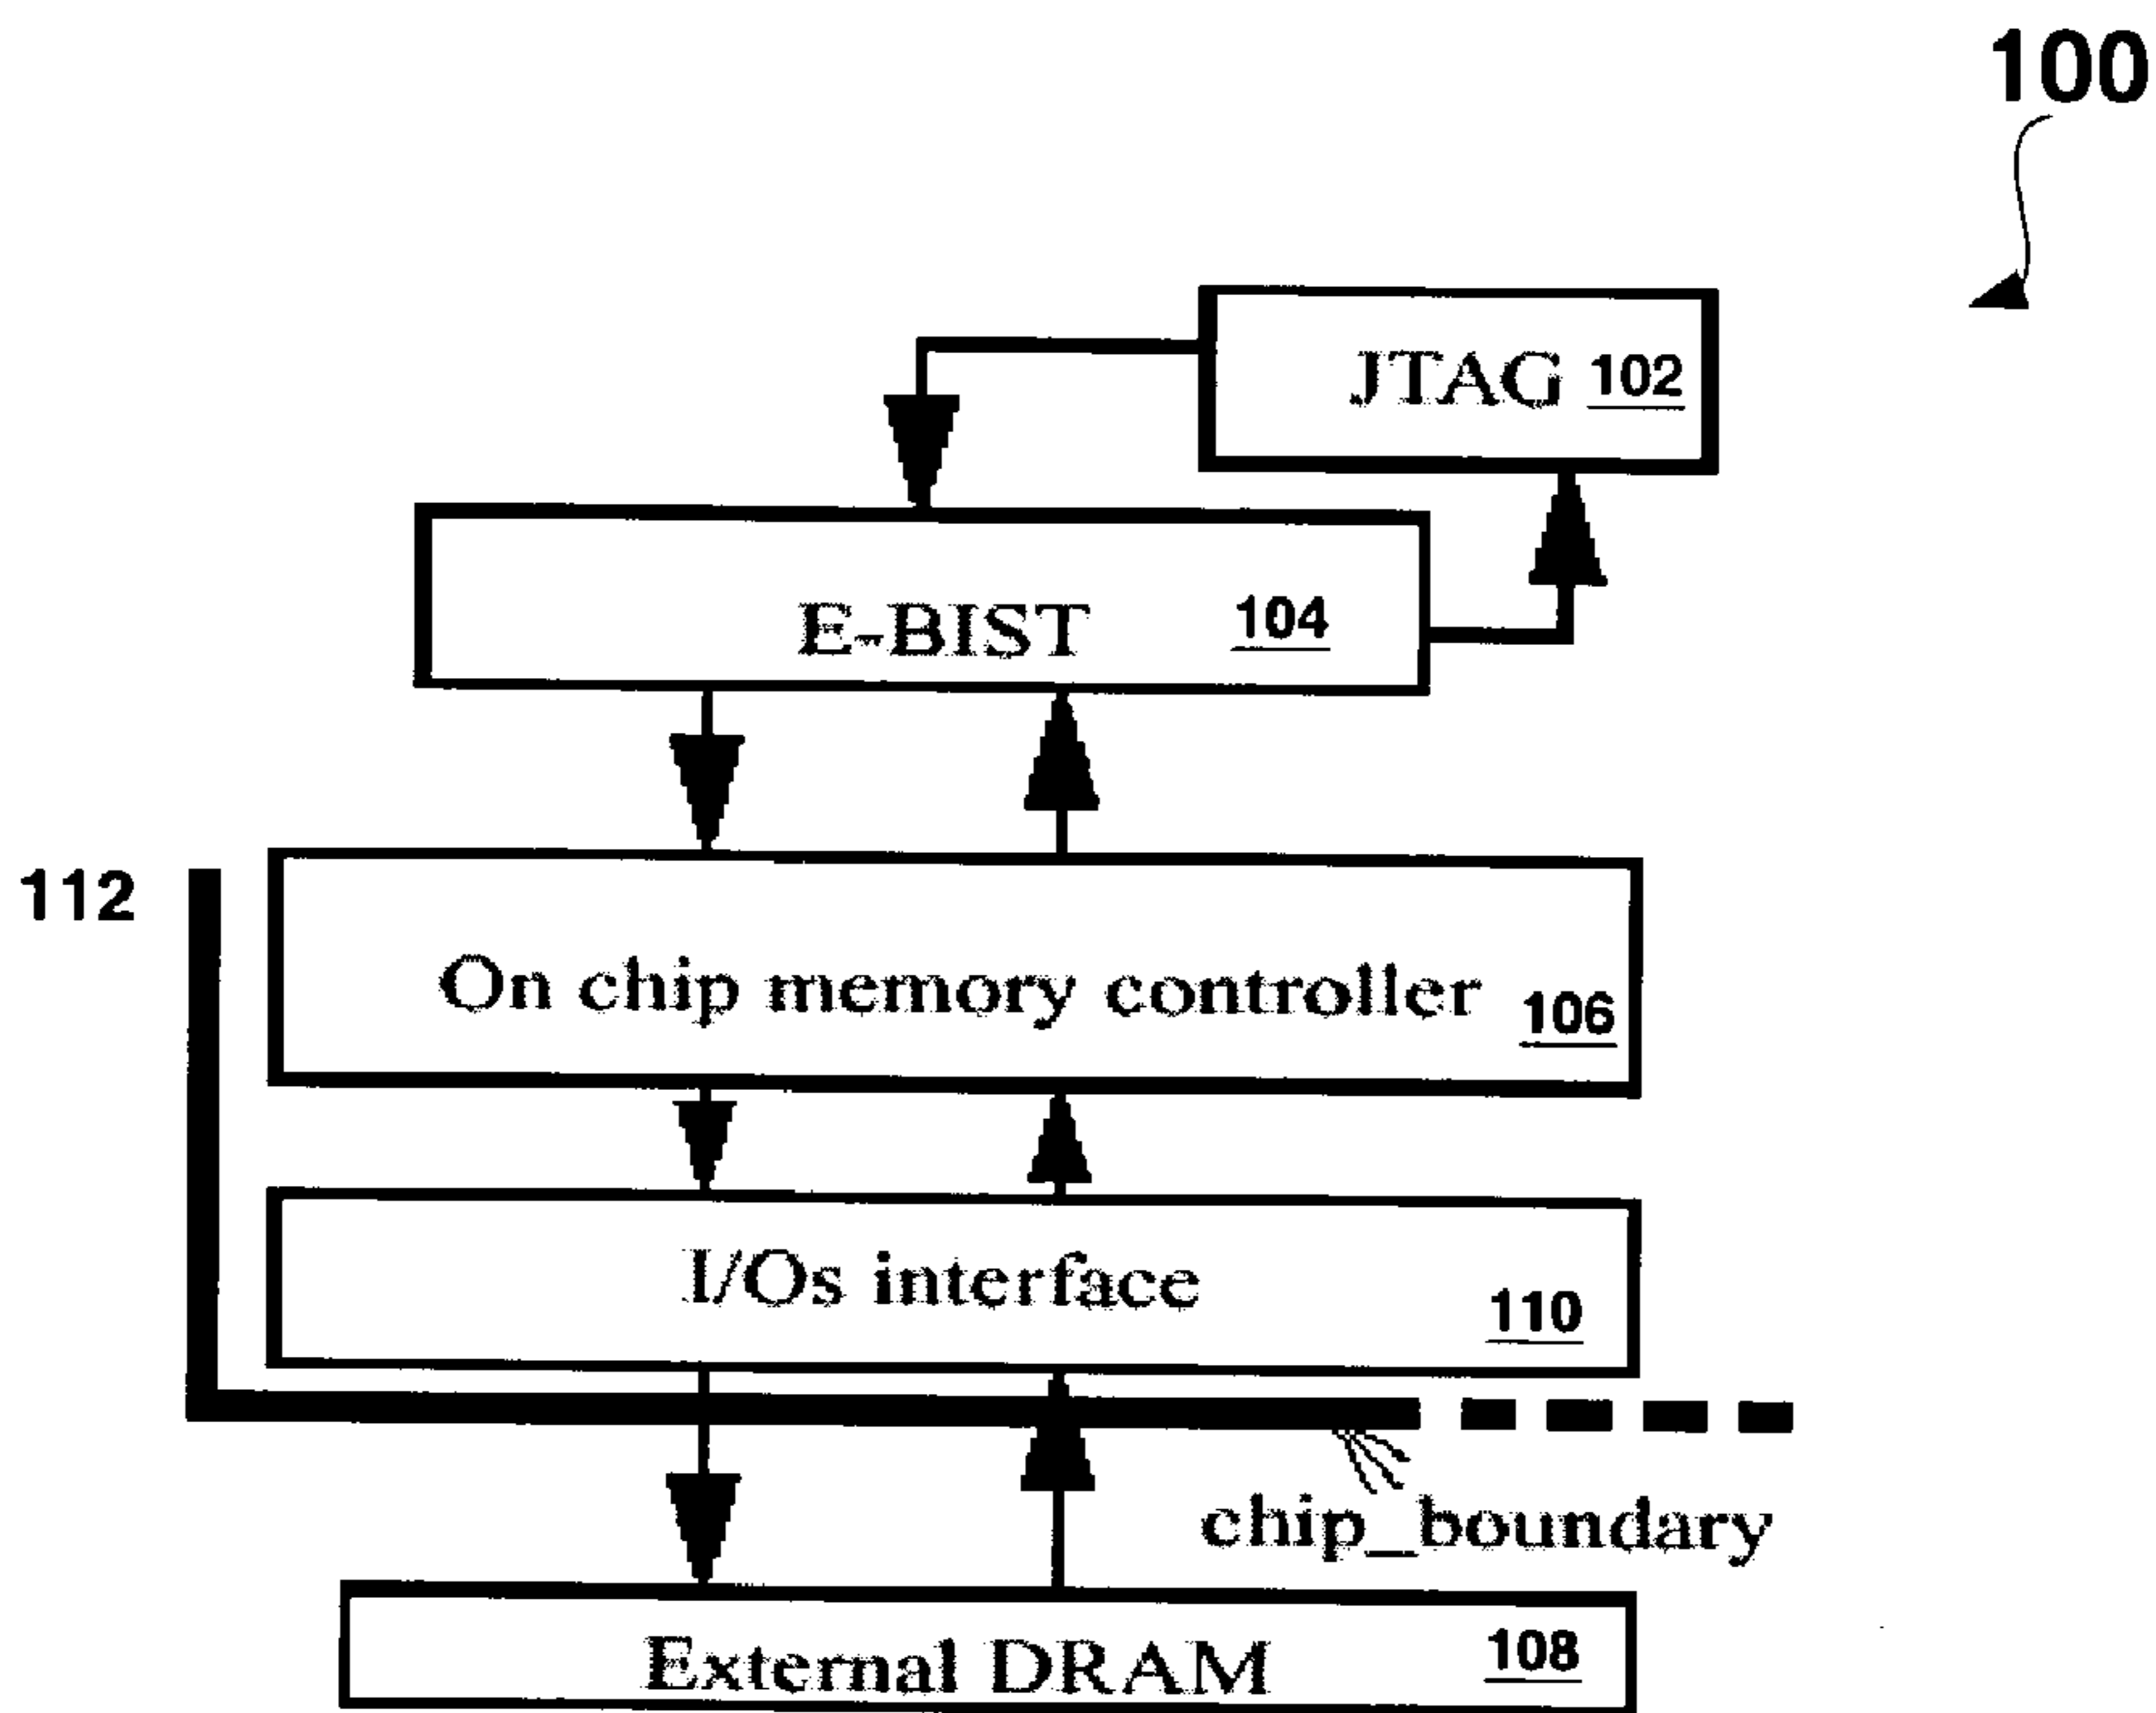 100
JTAG 102
E-BIST 104
112
On chip memory controller 106
I/Os interface 110
chip_boundary
External DRAM 108